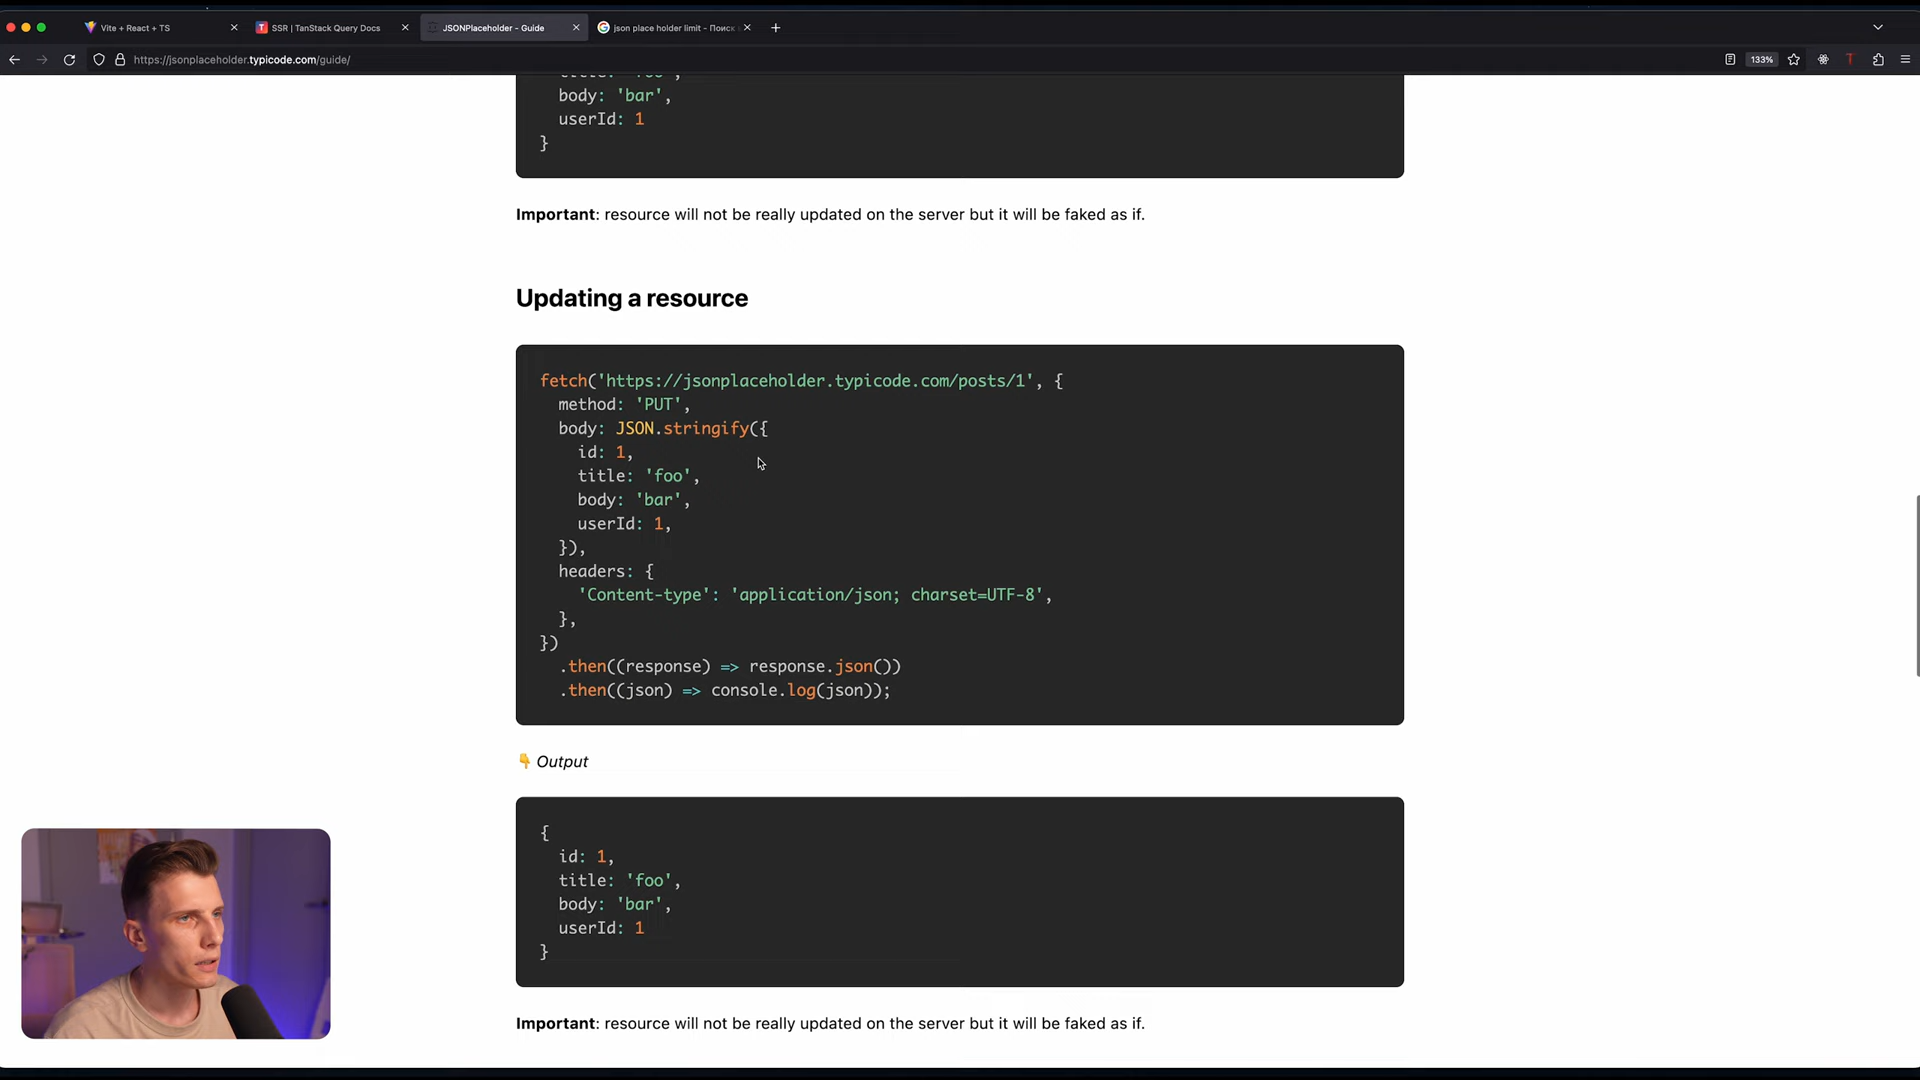 Vite + React + TS
SSR | TanStack Query Docs
JSONPlaceholder - Guide
json place holder limit - Поиск
https://jsonplaceholder.typicode.com/guide/
133%
body: 'bar',
userId: 1
}
Important: resource will not be really updated on the server but it will be faked as if.
Updating a resource
fetch('https://jsonplaceholder.typicode.com/posts/1', {
method: 'PUT',
body: JSON.stringify({
id: 1,
title: 'foo',
body: 'bar',
userId: 1,
}),
headers: {
'Content-type': 'application/json; charset=UTF-8',
},
})
.then((response) => response.json())
.then((json) => console.log(json));
👇 Output
{
id: 1,
title: 'foo',
body: 'bar',
userId: 1
}
Important: resource will not be really updated on the server but it will be faked as if.